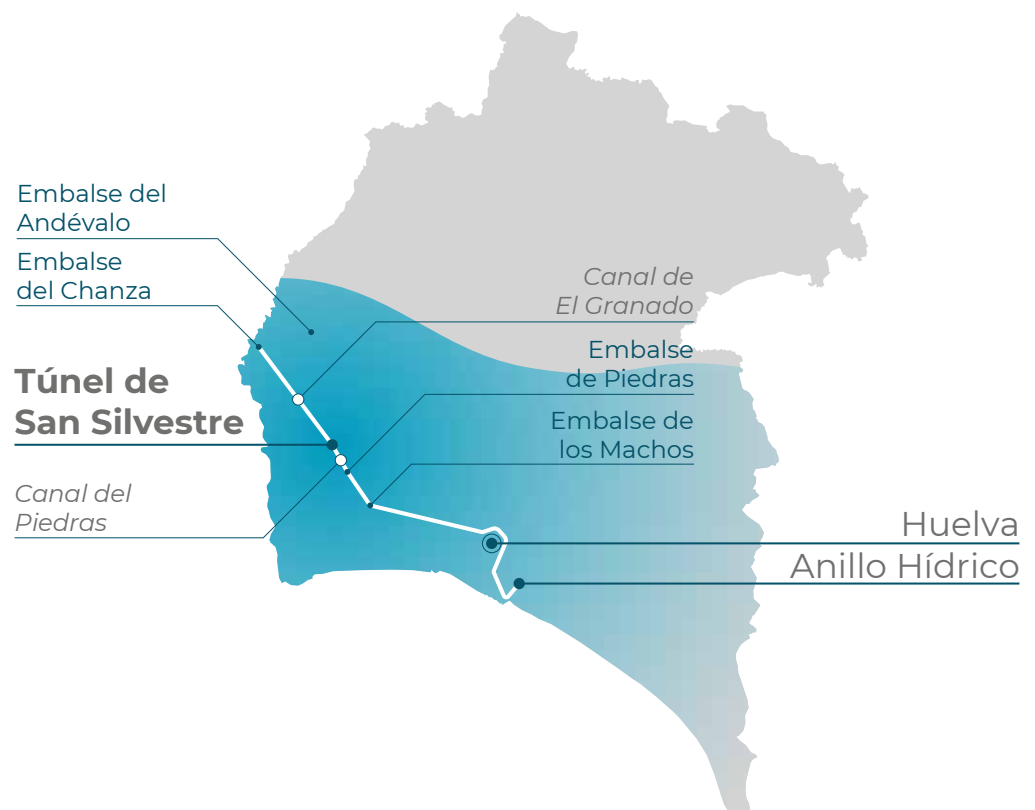 Embalse del
Andévalo
Embalse
del Chanza
Canal de
El Granado
Embalse
de Piedras
Túnel de
San Silvestre
Embalse de
los Machos
Canal del
Piedras
Huelva
Anillo Hídrico